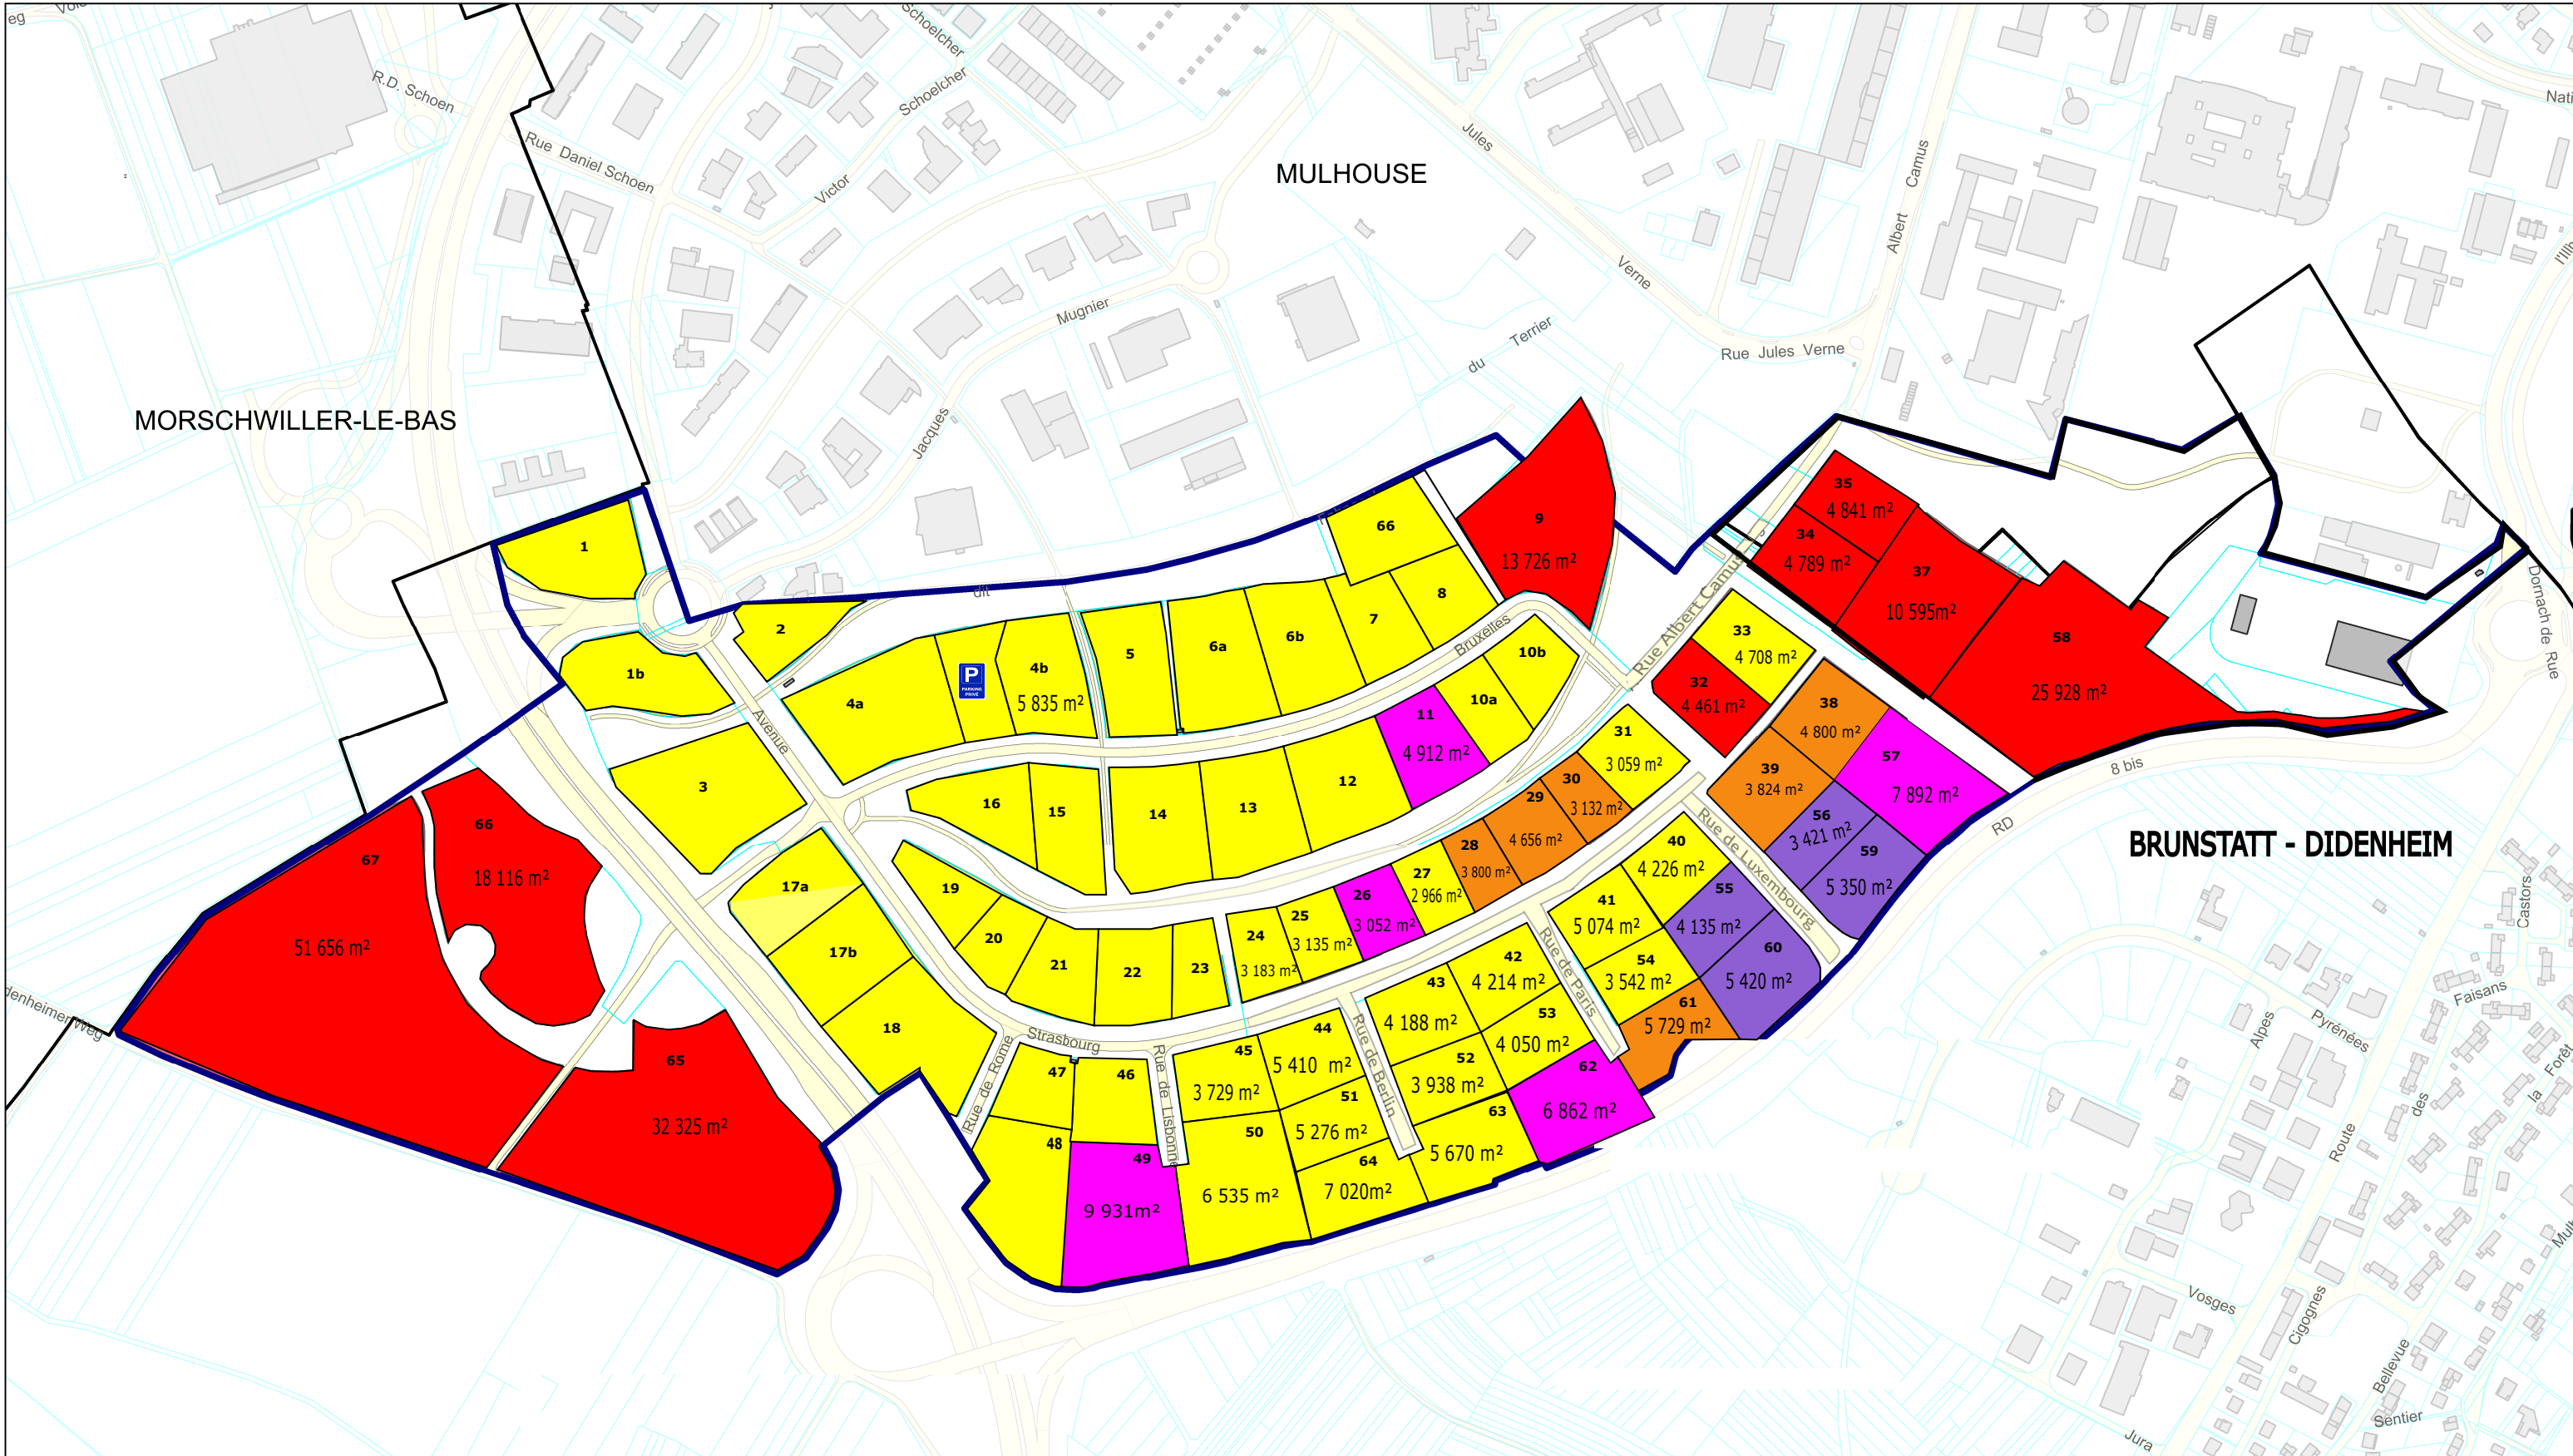 eg
R.D. Schoen
Schoelcher
Schoelcher
Rue Daniel Schoen
Victor
MULHOUSE
Jules
Camus
Albert
Nati
Verne
Mugnier
du Terrier
Rue Jules Verne
MORSCHWILLER-LE-BAS
Jacques
dit
1
1b
2
3
Avenue
4a
P
PARKING
PRIVÉ
4b
5 835 m²
5
6a
6b
7
8
66
9
13 726 m²
Bruxelles
10b
10a
11
4 912 m²
12
13
14
15
16
35
4 841 m²
34
4 789 m²
37
10 595m²
58
25 928 m²
Rue Albert Camus
33
4 708 m²
32
4 461 m²
31
3 059 m²
30
3 132 m²
29
4 656 m²
28
3 800 m²
27
2 966 m²
26
3 052 m²
25
3 135 m²
24
3 183 m²
23
22
21
20
19
17a
17b
18
38
4 800 m²
39
3 824 m²
57
7 892 m²
56
3 421 m²
59
5 350 m²
Rue de Luxembourg
40
4 226 m²
41
5 074 m²
55
4 135 m²
60
5 420 m²
54
3 542 m²
61
5 729 m²
Rue de Paris
42
4 214 m²
43
4 188 m²
53
4 050 m²
52
3 938 m²
62
6 862 m²
63
5 670 m²
Rue de Berlin
44
5 410 m²
45
3 729 m²
51
5 276 m²
50
6 535 m²
64
7 020m²
Strasbourg
Rue de Rome
Rue de Lisbonne
47
46
48
49
9 931m²
67
51 656 m²
66
18 116 m²
65
32 325 m²
denheimer Weg
8 bis
RD
Dornach de Rue
BRUNSTATT - DIDENHEIM
Castors
Faisans
Pyrénées
Alpes
la Forêt
des
Route
Vosges
Cigognes
Bellevue
Sentier
Jura